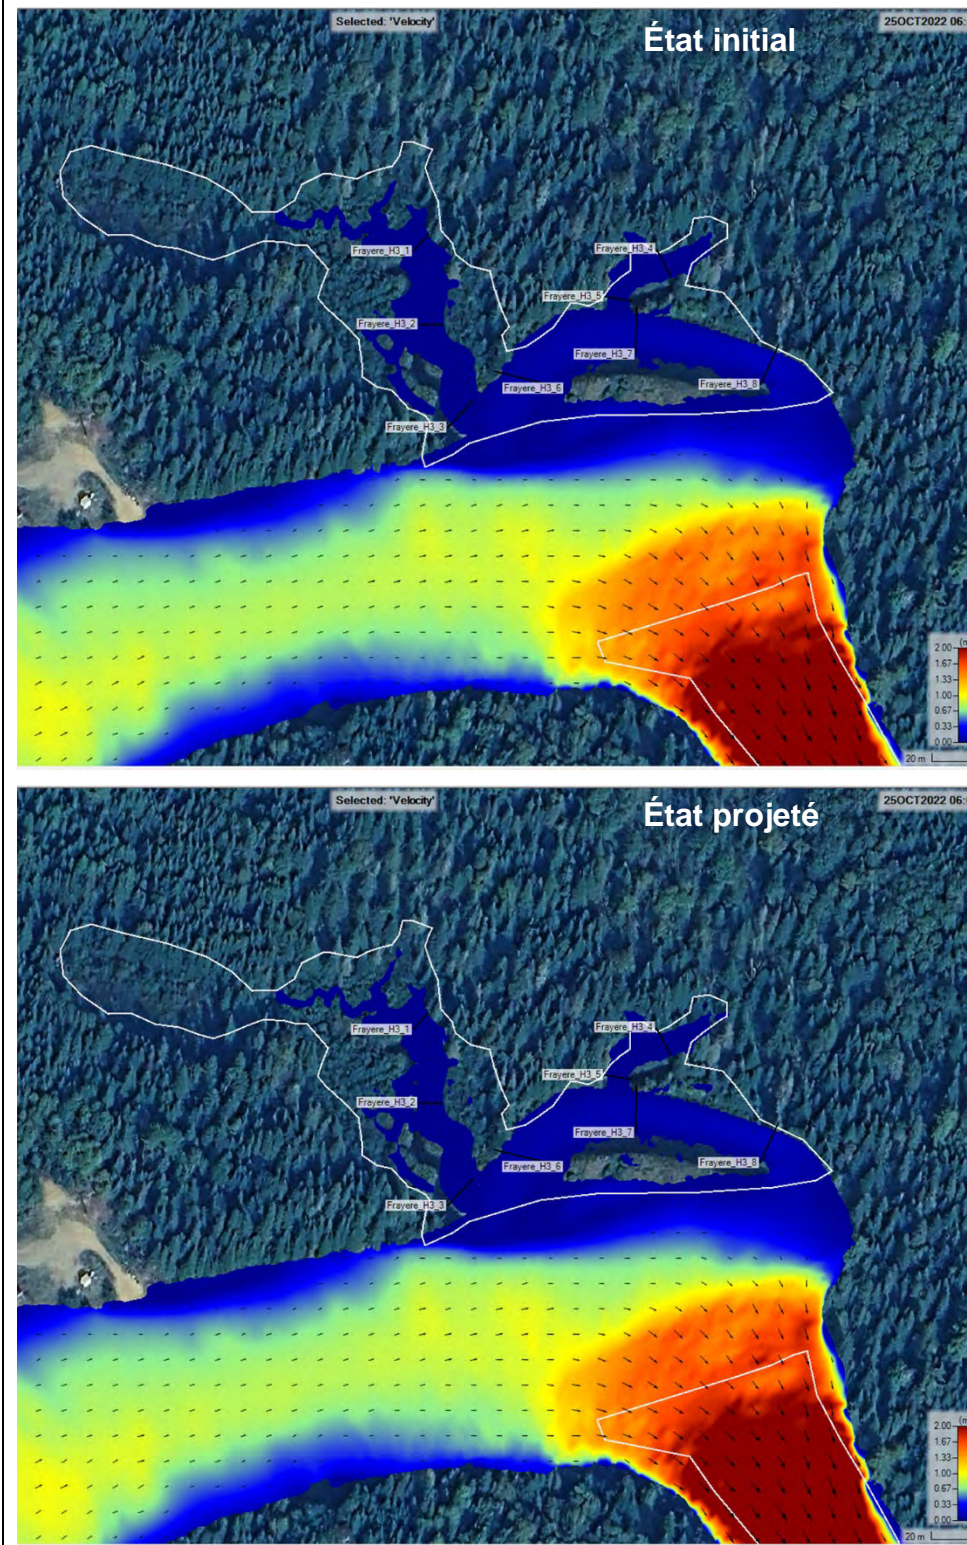 Selected: 'Velocity'
25OCT2022 06:
État initial
Frayere_H3_1
Frayere_H3_4
Frayere_H3_5
Frayere_H3_2
Frayere_H3_7
Frayere_H3_6
Frayere_H3_8
Frayere_H3_3
2.00
1.67
1.33
1.00
0.67
0.33
0.00
20 m
Selected: 'Velocity'
25OCT2022 06:
État projeté
Frayere_H3_1
Frayere_H3_4
Frayere_H3_5
Frayere_H3_2
Frayere_H3_7
Frayere_H3_6
Frayere_H3_8
Frayere_H3_3
2.00
1.67
1.33
1.00
0.67
0.33
0.00
20 m